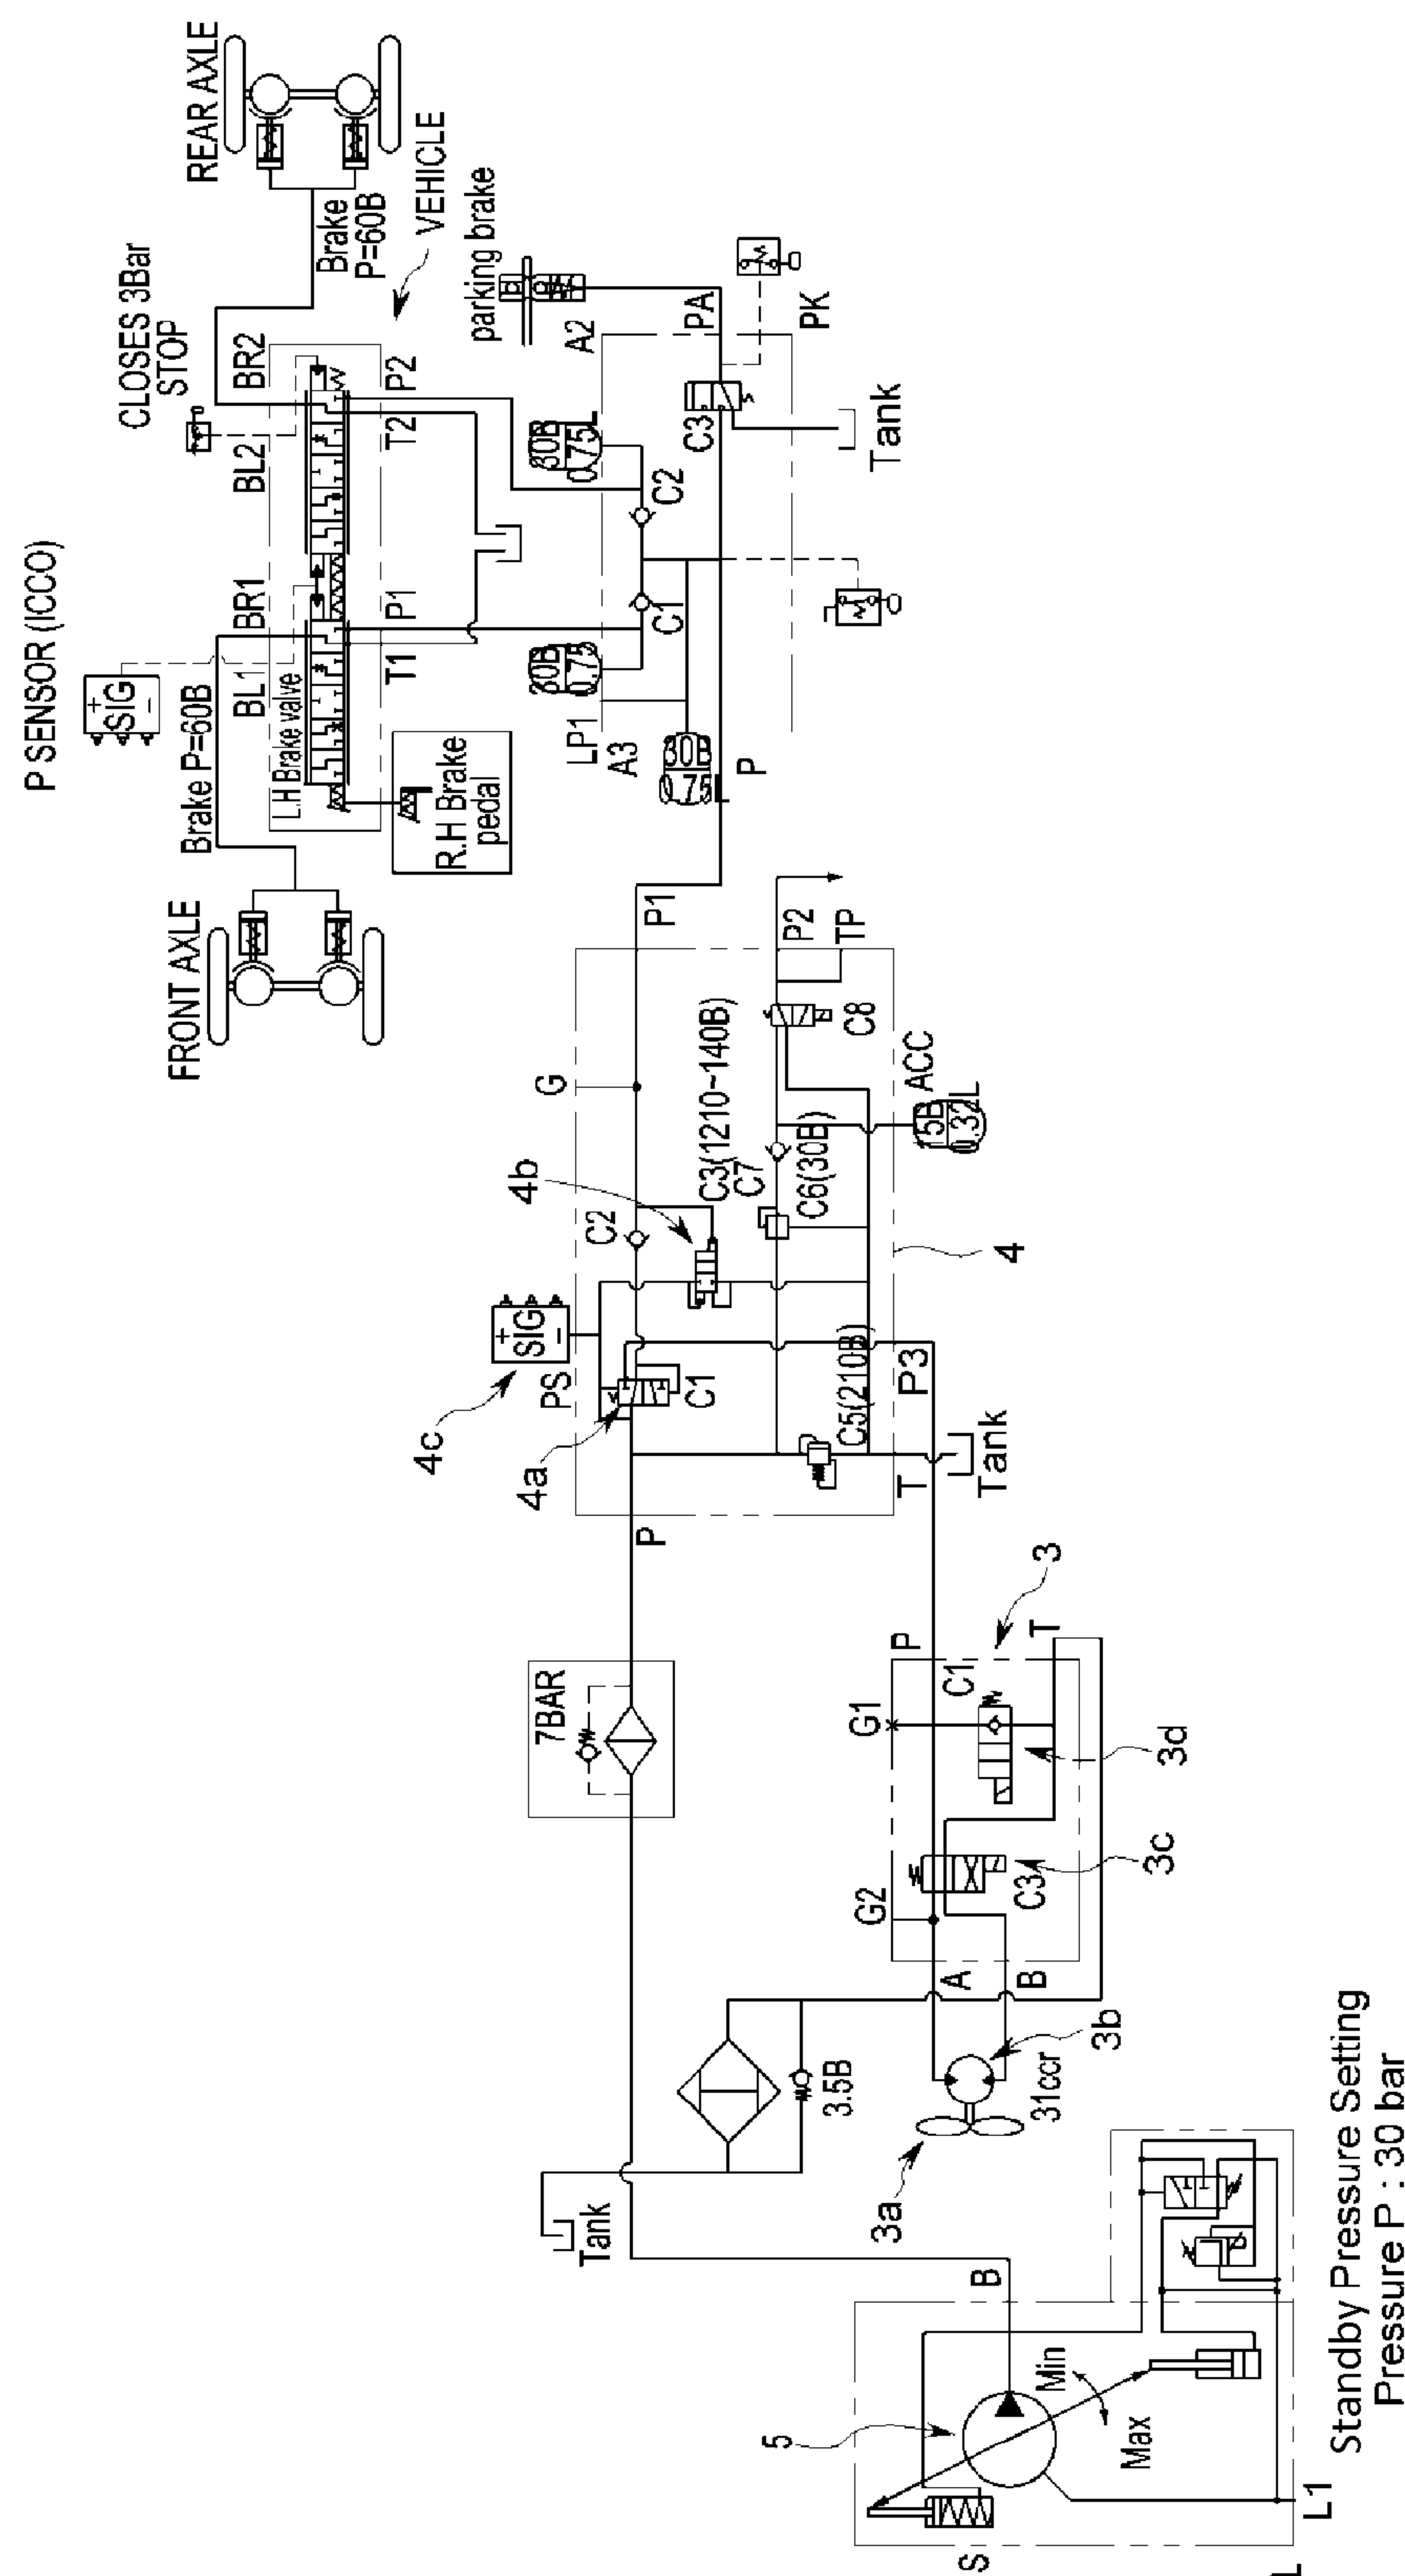 P SENSOR (ICCO)
+
SIG
−
CLOSES 3Bar
STOP
REAR AXLE
Brake
P=60B
VEHICLE
Brake P=60B
BL1
BR1
BL2
BR2
LH Brake valve
T1
P1
T2
P2
R.H Brake
pedal
FRONT AXLE
parking brake
LP1
A3
A2
30B
0.75
30B
0.75L
30B
0.75L
C1
C2
C3
PA
PK
Tank
P
P1
P2
TP
G
4b
C2
C3(1210~140B)
C7
C6(30B)
C8
ACC
15B
0.32L
4
4c
+
SIG
−
PS
4a
C1
C5(210B)
P3
T
Tank
P
7BAR
3
P
T
G1
C1
3d
G2
C3
3c
A
B
3b
31ccr
3a
3.5B
Tank
B
5
Min
Max
S
L1
L
Standby Pressure Setting
Pressure P : 30 bar